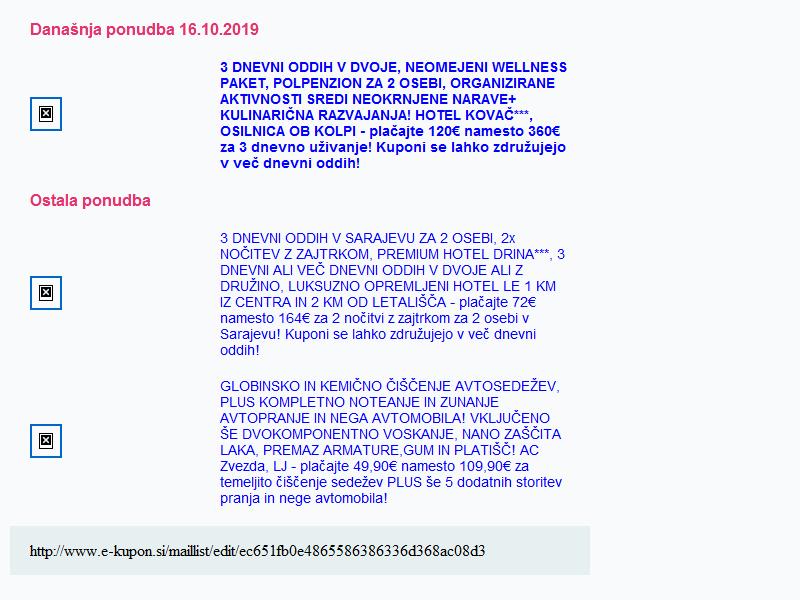 Današnja ponudba 16.10.2019
3 DNEVNI ODDIH V DVOJE, NEOMEJENI WELLNESS
PAKET, POLPENZION ZA 2 OSEBI, ORGANIZIRANE
AKTIVNOSTI SREDI NEOKRNJENE NARAVE+
KULINARIČNA RAZVAJANJA! HOTEL KOVAČ***,
OSILNICA OB KOLPI - plačajte 120€ namesto 360€
za 3 dnevno uživanje! Kuponi se lahko združujejo
v več dnevni oddih!
Ostala ponudba
3 DNEVNI ODDIH V SARAJEVU ZA 2 OSEBI, 2x
NOČITEV Z ZAJTRKOM, PREMIUM HOTEL DRINA***, 3
DNEVNI ALI VEČ DNEVNI ODDIH V DVOJE ALI Z
DRUŽINO, LUKSUZNO OPREMLJENI HOTEL LE 1 KM
IZ CENTRA IN 2 KM OD LETALIŠČA - plačajte 72€
namesto 164€ za 2 nočitvi z zajtrkom za 2 osebi v
Sarajevu! Kuponi se lahko združujejo v več dnevni
oddih!
GLOBINSKO IN KEMIČNO ČIŠČENJE AVTOSEDEŽEV,
PLUS KOMPLETNO NOTEANJE IN ZUNANJE
AVTOPRANJE IN NEGA AVTOMOBILA! VKLJUČENO
ŠE DVOKOMPONENTNO VOSKANJE, NANO ZAŠČITA
LAKA, PREMAZ ARMATURE,GUM IN PLATIŠČ! AC
Zvezda, LJ - plačajte 49,90€ namesto 109,90€ za
temeljito čiščenje sedežev PLUS še 5 dodatnih storitev
pranja in nege avtomobila!
http://www.e-kupon.si/maillist/edit/ec651fb0e4865586386336d368ac08d3